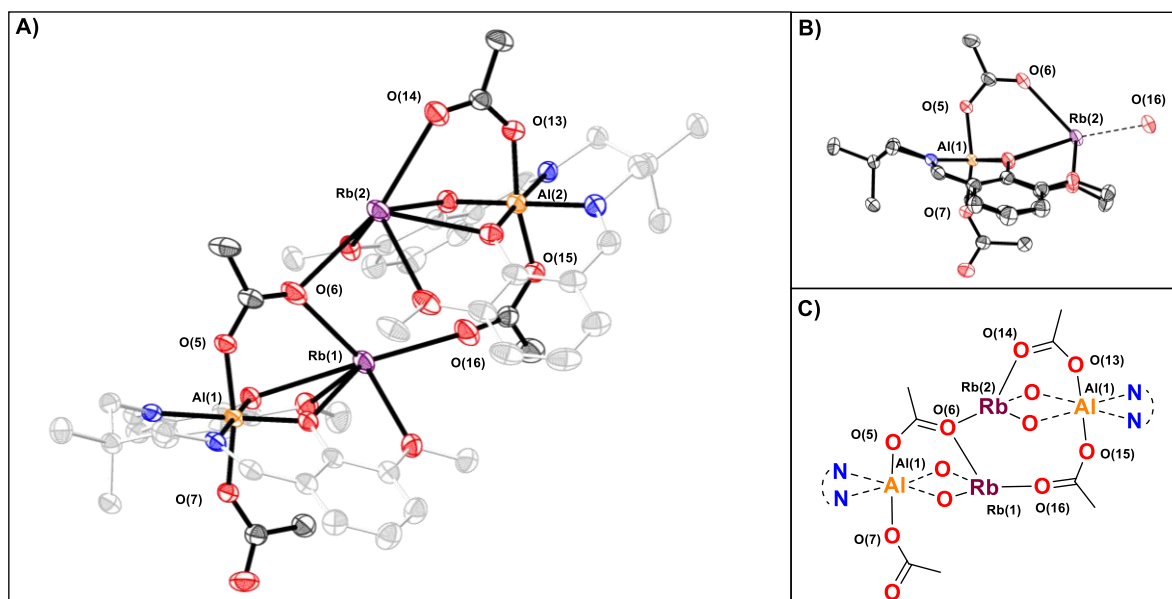 A)
O(14)
O(13)
Rb(2)
Al(2)
O(15)
O(6)
O(5)
Rb(1)
O(16)
Al(1)
O(7)
B)
O(6)
O(5)
O(16)
Rb(2)
Al(1)
O(7)
C)
O(14)
O
O(13)
O
Rb(2)
Al(1)
Rb
O
Al
N
O
N
O(6)
O
O(5)
O
O
O(15)
Al(1)
N
O
Rb
O
Al
N
O
O(16)
Rb(1)
O(7)
O
O